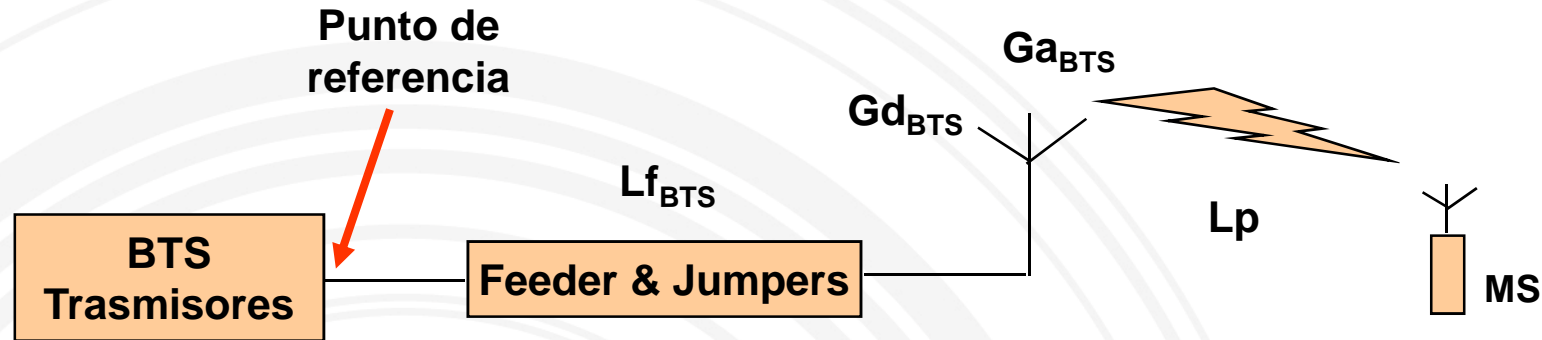 Punto de
referencia
Ga_BTS
Gd_BTS
Lf_BTS
Lp
BTS
Trasmisores
Feeder & Jumpers
MS